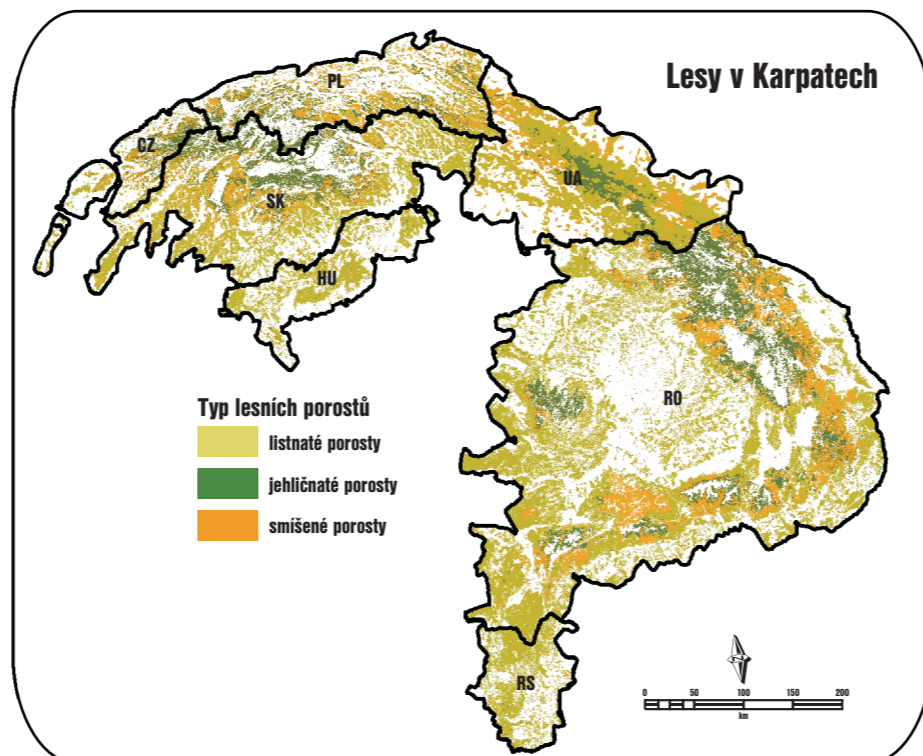 Lesy v Karpatech
PL
CZ
SK
UA
HU
RO
RS
Typ lesních porostů
listnaté porosty
jehličnaté porosty
smíšené porosty
0 50 100 150 200
km